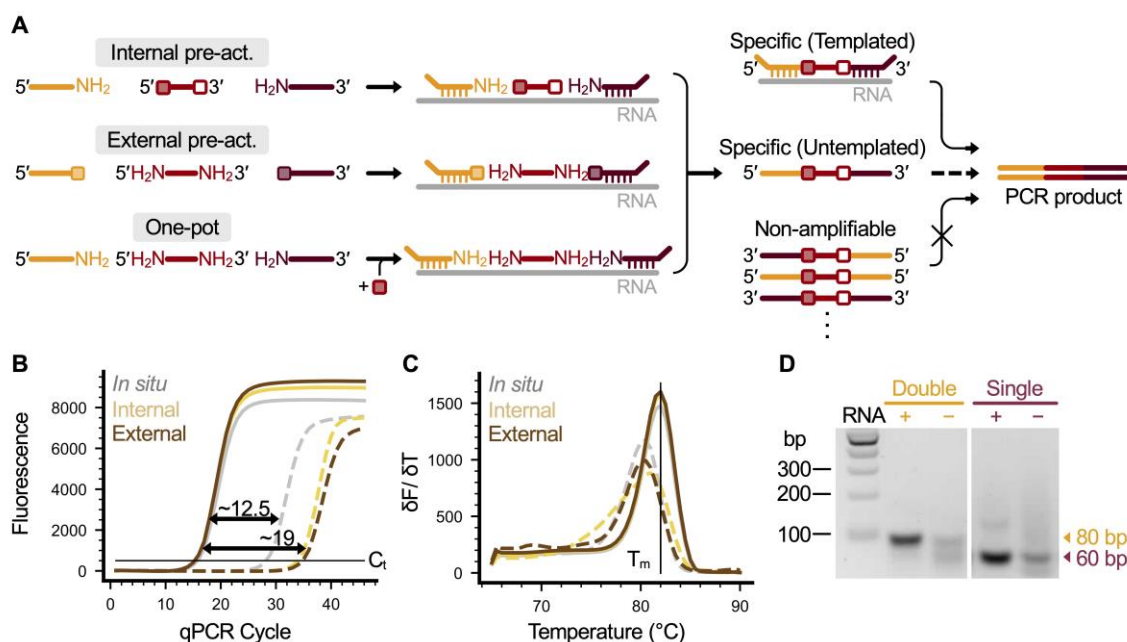 A
Internal pre-act.
5′ NH2 5′ 3′ H2N 3′
NH2 H2N
RNA
External pre-act.
5′ 5′H2N NH23′ 3′
H2N NH2
RNA
One-pot
5′ NH2 5′H2N NH23′ H2N 3′
+
NH2H2N NH2H2N
RNA
Specific (Templated)
5′ 3′
RNA
Specific (Untemplated)
5′ 3′
Non-amplifiable
3′ 5′
5′ 5′
3′ 3′
PCR product
B
In situ
Internal
External
~12.5
~19
Ct
Fluorescence
8000
6000
4000
2000
0
0 10 20 30 40
qPCR Cycle
C
In situ
Internal
External
Tm
δF/ δT
1500
1000
500
0
70 80 90
Temperature (°C)
D
Double Single
RNA + − + −
bp
300
200
100
80 bp
60 bp